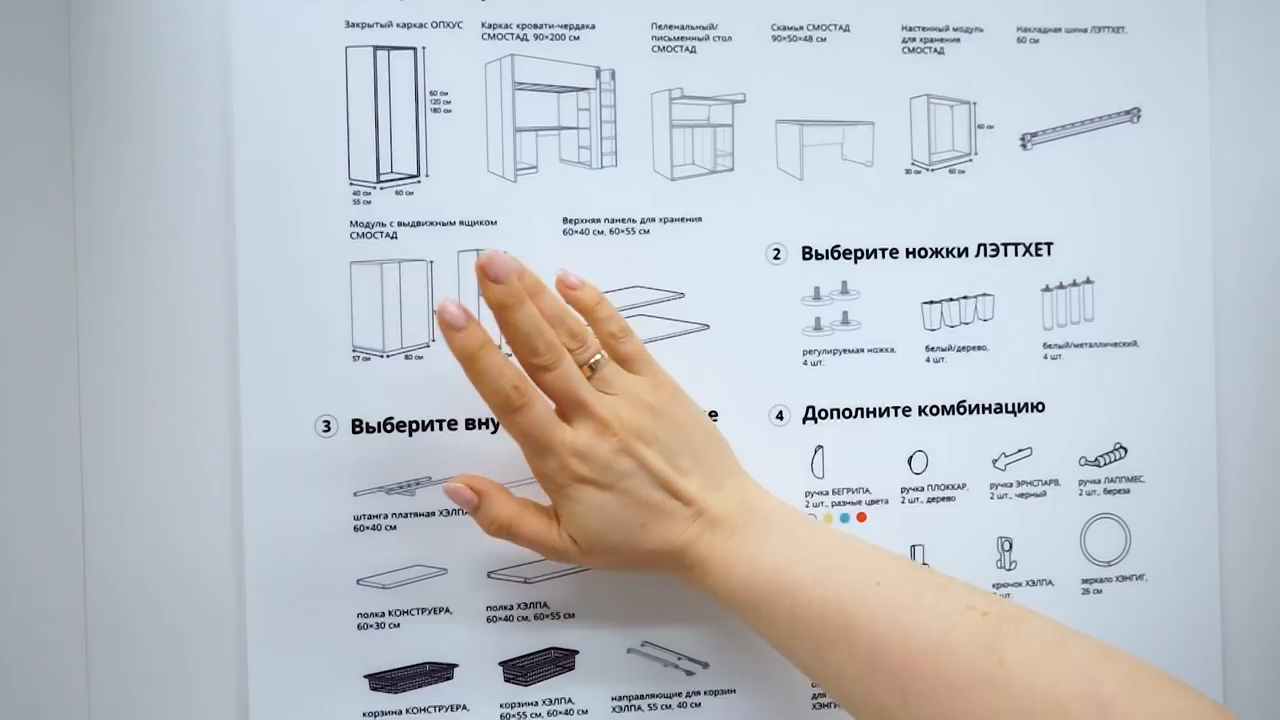 Закрытый каркас ОПХУС
60 см
120 см
180 см
40 см
55 см
60 см
Каркас кровати-чердака
СМОСТАД, 90×200 см
Пеленальный/
письменный стол
СМОСТАД
Скамья СМОСТАД
90×50×48 см
Настенный модуль
для хранения
СМОСТАД
60 см
30 см
60 см
Накладная шина ЛЭТТХЕТ,
60 см
Модуль с выдвижным ящиком
СМОСТАД
57 см
60 см
Верхняя панель для хранения
60×40 см, 60×55 см
2 Выберите ножки ЛЭТТХЕТ
регулируемая ножка,
4 шт.
белый/дерево,
4 шт.
белый/металлический,
4 шт.
3 Выберите
штанга платяная ХЭЛПА,
60×40 см
полка КОНСТРУЕРА,
60×30 см
полка ХЭЛПА,
60×40 см, 60×55 см
корзина КОНСТРУЕРА,
корзина ХЭЛПА,
60×55 см, 60×40 см
направляющие для корзин
ХЭЛПА, 55 см, 40 см
4 Дополните комбинацию
ручка БЕГРИПА,
2 шт., разные цвета
ручка ПЛОККАР,
2 шт., дерево
ручка ЭРНСПАРВ,
2 шт., черный
ручка ЛАППМЕС,
2 шт., береза
крючок ХЭЛПА,
шт.
зеркало ХЭНГИГ,
26 см